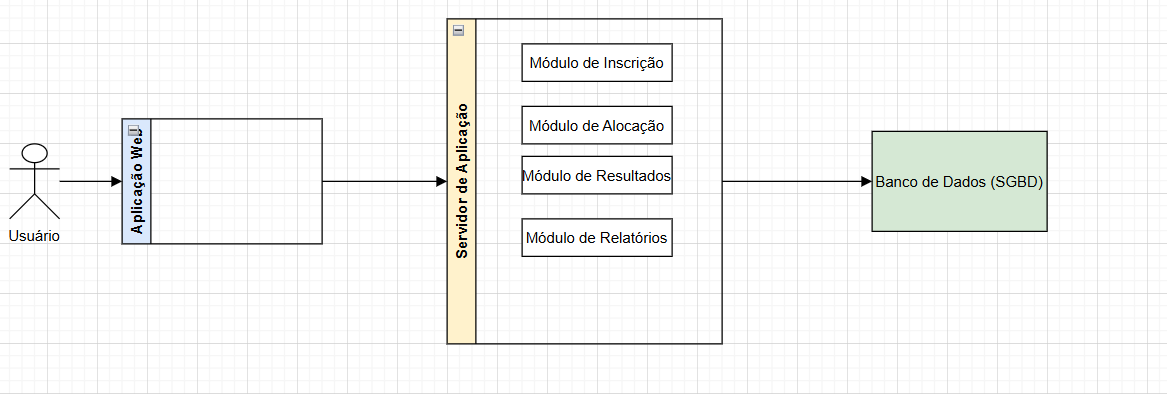 Usuário
Aplicação Web
Servidor de Aplicação
Módulo de Inscrição
Módulo de Alocação
Módulo de Resultados
Módulo de Relatórios
Banco de Dados (SGBD)